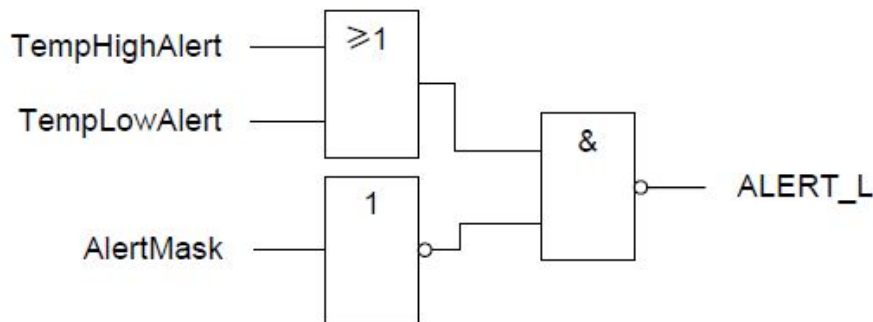 TempHighAlert
≥1
TempLowAlert
&
ALERT_L
1
AlertMask